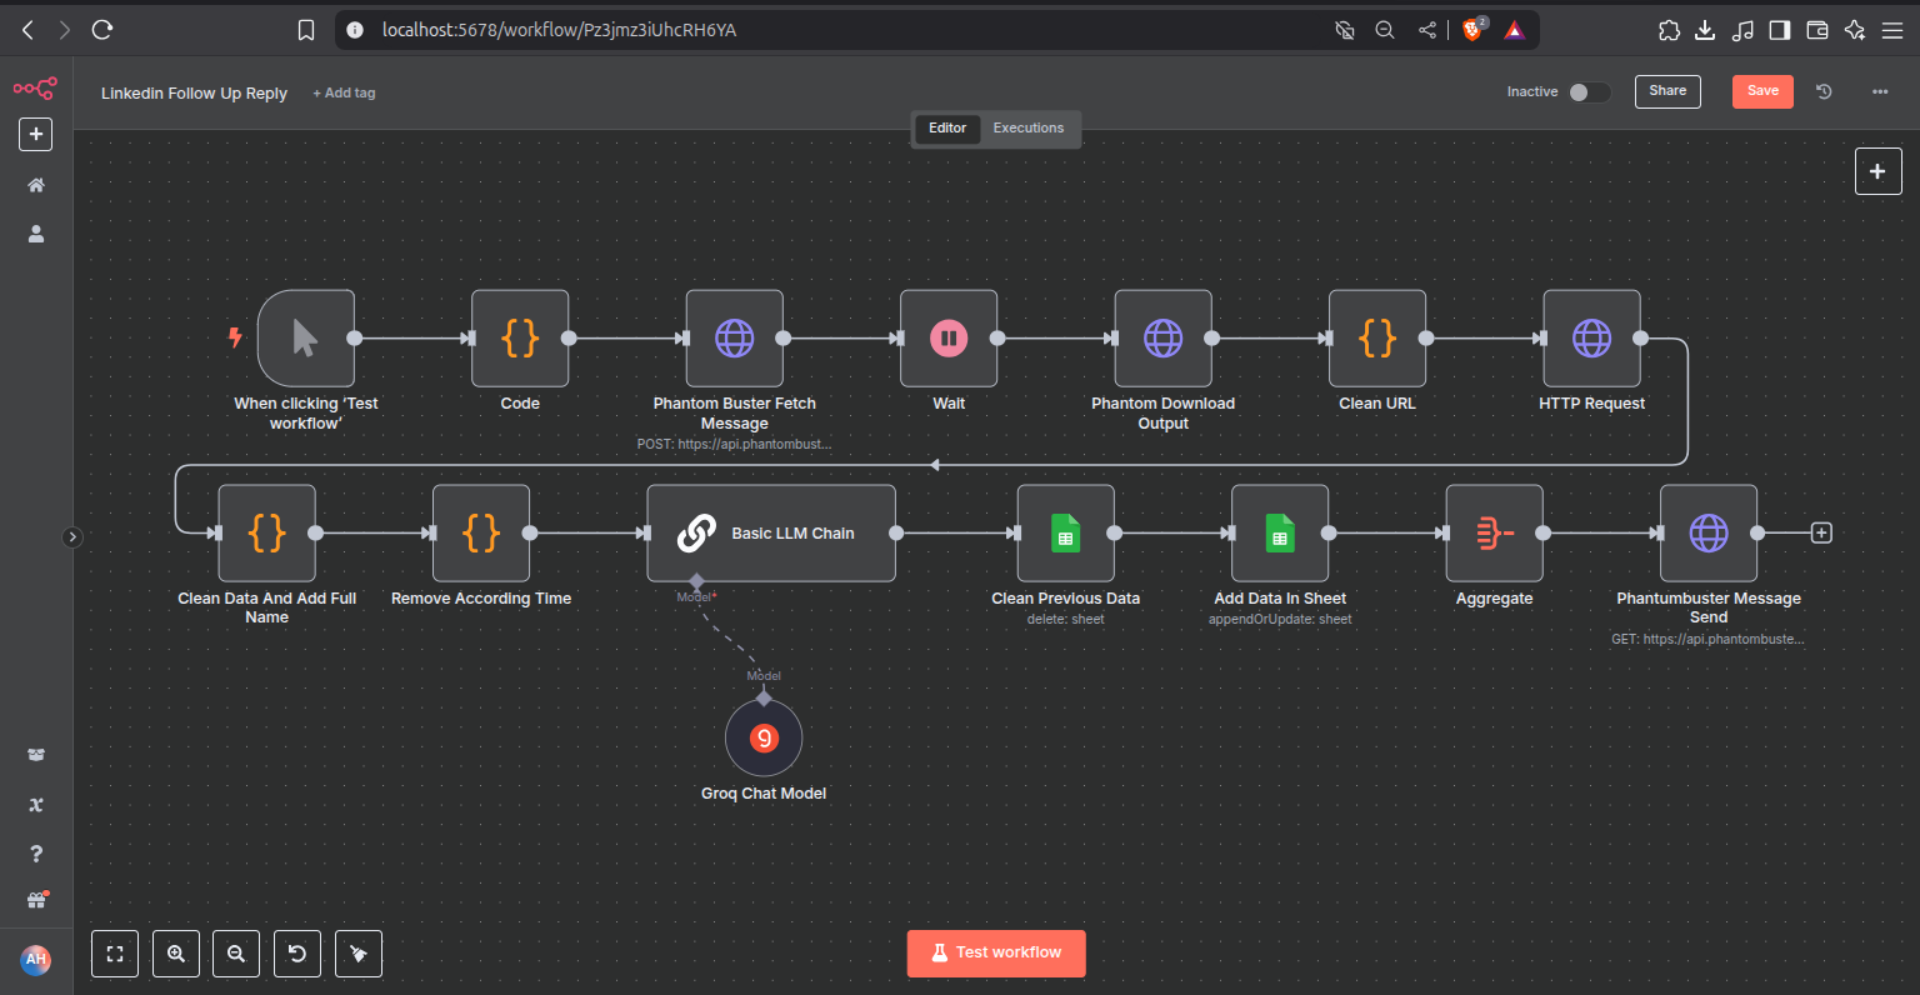 localhost:5678/workflow/Pz3jmz3iUhcRH6YA
2
Linkedin Follow Up Reply
+ Add tag
Inactive
Share
Save
Editor
Executions
When clicking ‘Test
workflow’
Code
Phantom Buster Fetch
Message
POST: https://api.phantombust...
Wait
Phantom Download
Output
Clean URL
HTTP Request
Clean Data And Add Full
Name
Remove According Time
Basic LLM Chain
Model*
Model
Groq Chat Model
Clean Previous Data
delete: sheet
Add Data In Sheet
appendOrUpdate: sheet
Aggregate
Phantumbuster Message
Send
GET: https://api.phantombuste...
AH
Test workflow